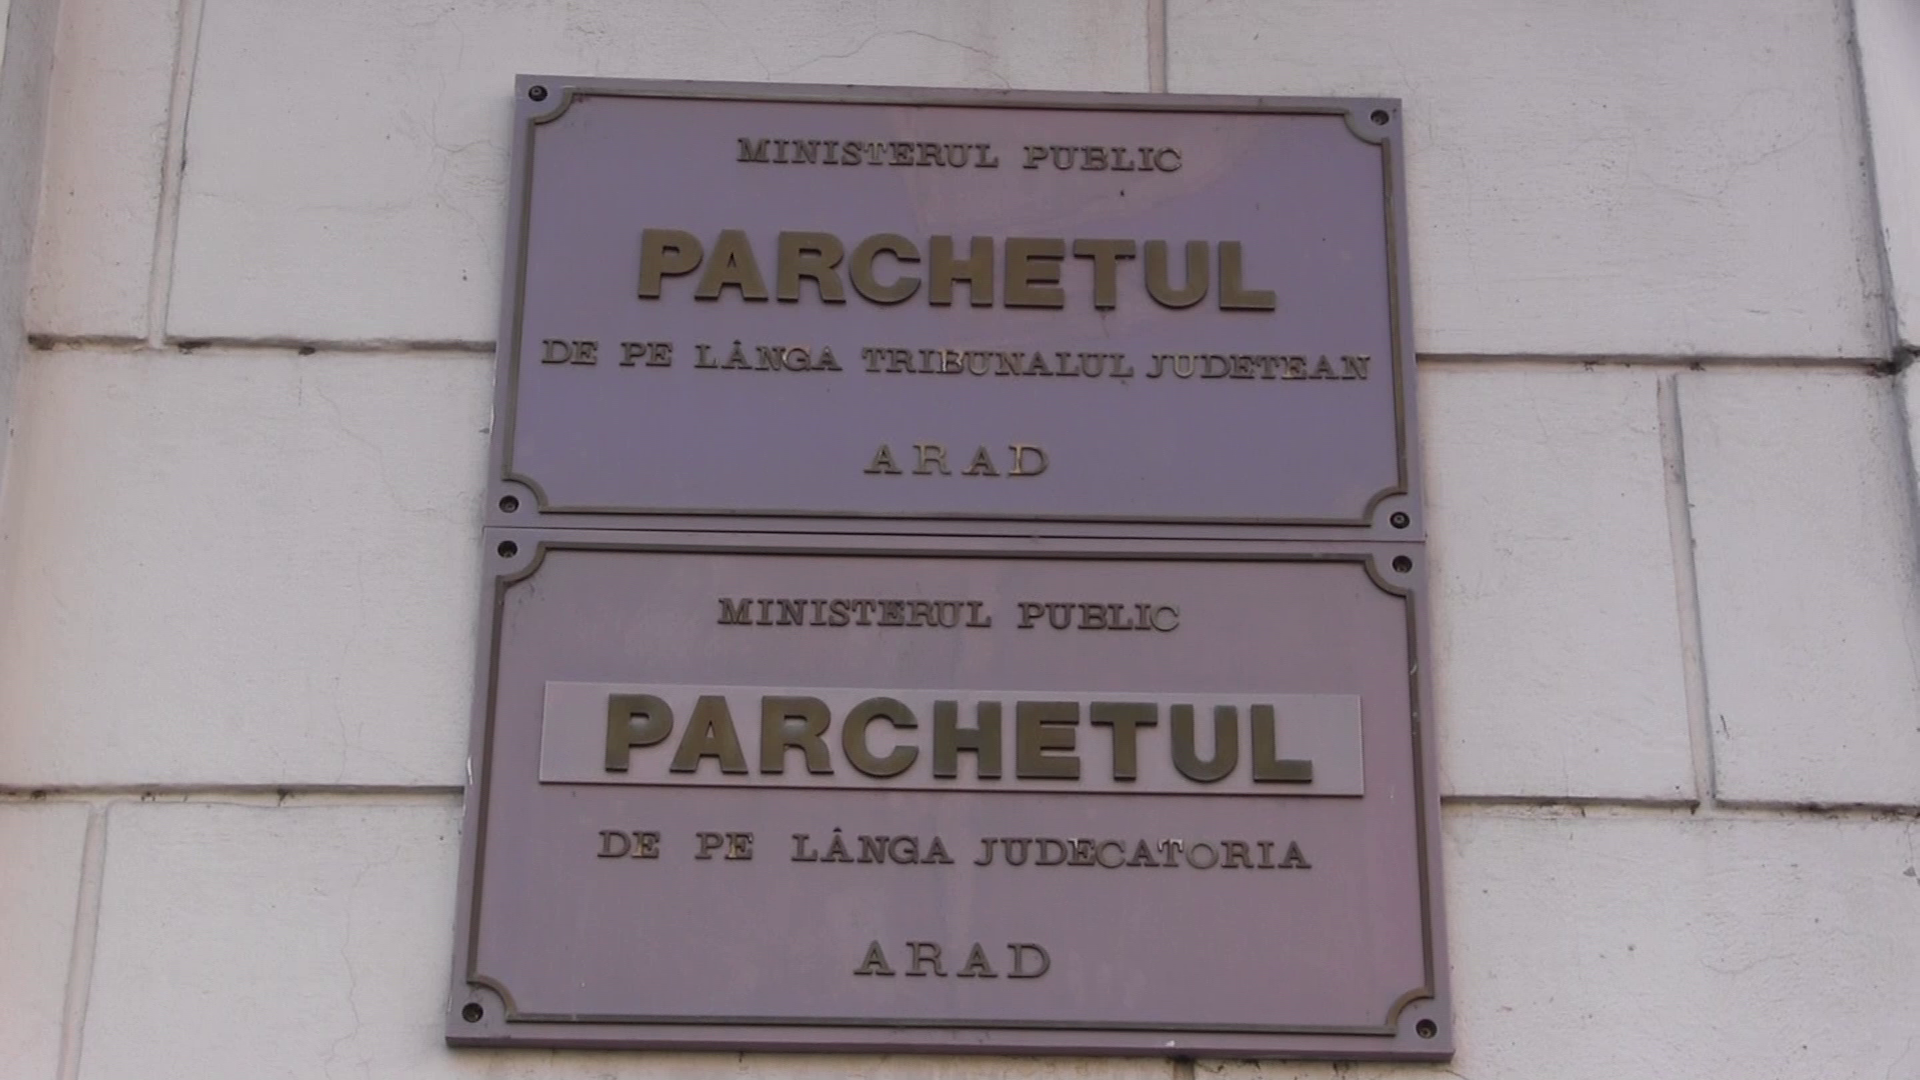 MINISTERUL PUBLIC
PARCHETUL
DE PE LÂNGA TRIBUNALUL JUDETEAN
ARAD
MINISTERUL PUBLIC
PARCHETUL
DE PE LÂNGA JUDECATORIA
ARAD